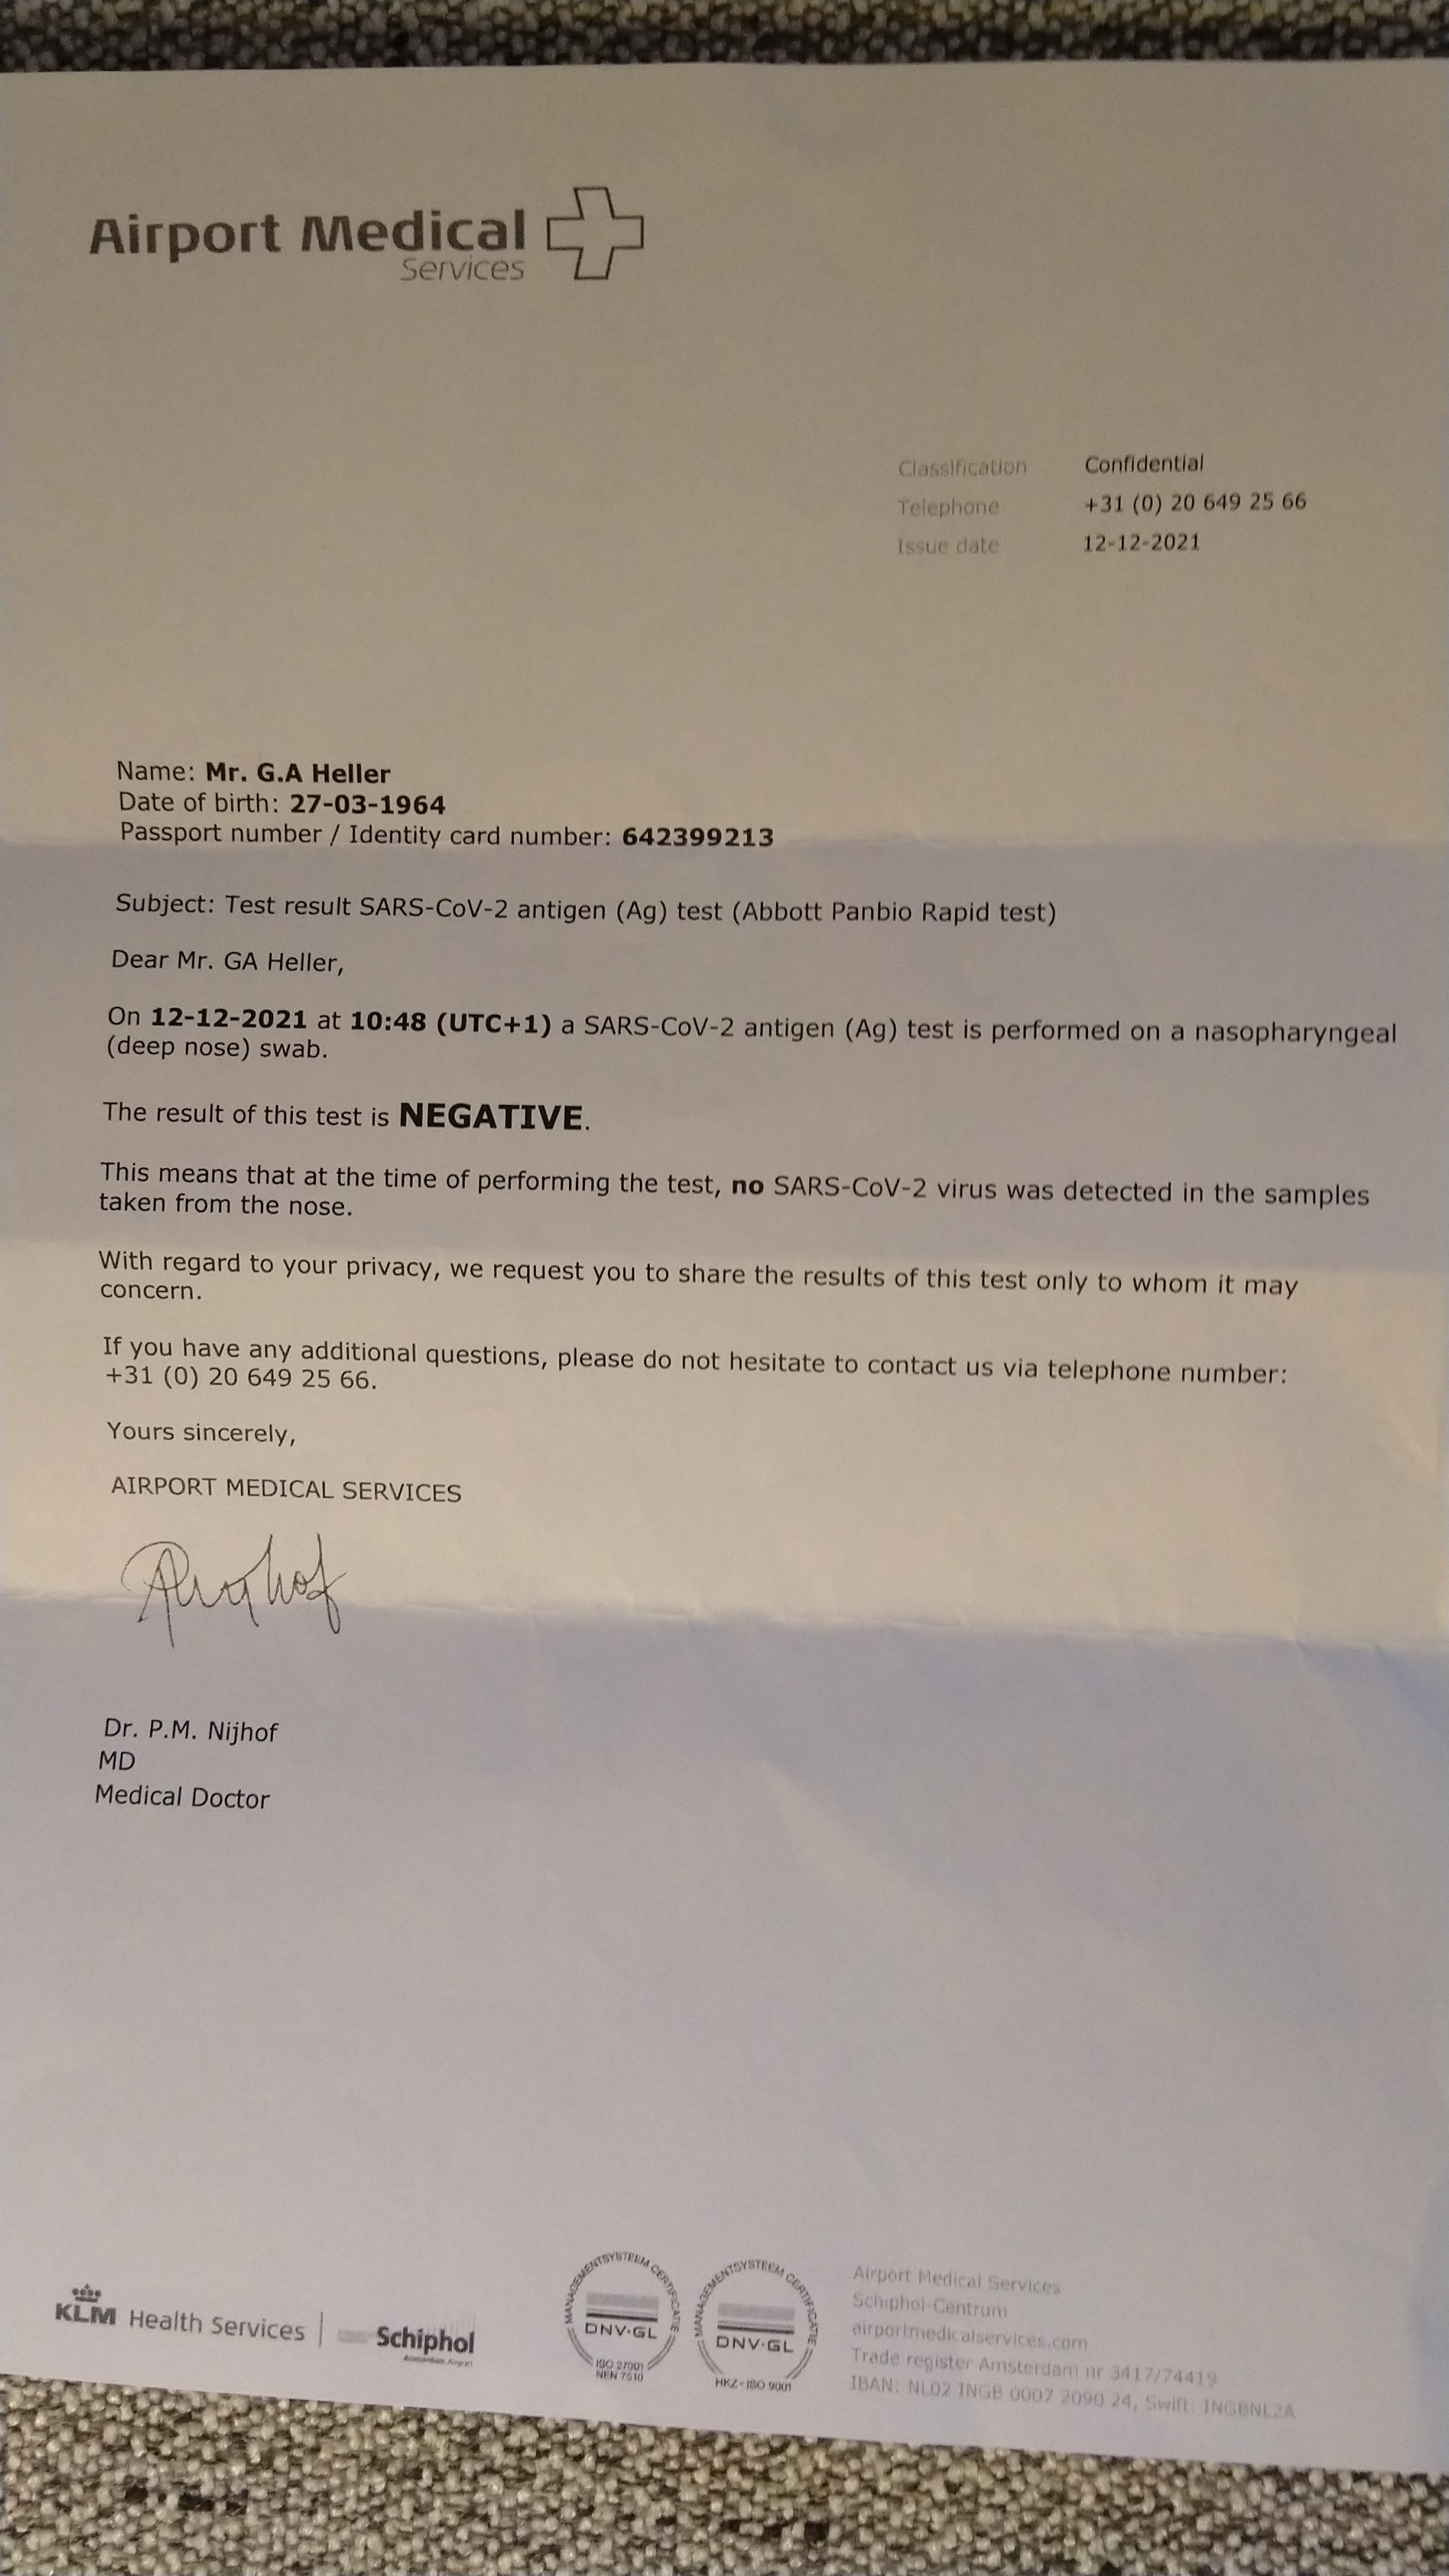 Airport Medical
Services
Classification Confidential
Telephone +31 (0) 20 649 25 66
Issue date 12-12-2021
Name: Mr. G.A Heller
Date of birth: 27-03-1964
Passport number / Identity card number: 642399213
Subject: Test result SARS-CoV-2 antigen (Ag) test (Abbott Panbio Rapid test)
Dear Mr. GA Heller,
On 12-12-2021 at 10:48 (UTC+1) a SARS-CoV-2 antigen (Ag) test is performed on a nasopharyngeal
(deep nose) swab.
The result of this test is NEGATIVE.
This means that at the time of performing the test, no SARS-CoV-2 virus was detected in the samples
taken from the nose.
With regard to your privacy, we request you to share the results of this test only to whom it may
concern.
If you have any additional questions, please do not hesitate to contact us via telephone number:
+31 (0) 20 649 25 66.
Yours sincerely,
AIRPORT MEDICAL SERVICES
Dr. P.M. Nijhof
MD
Medical Doctor
KLM Health Services
Schiphol
Amsterdam Airport
MANAGEMENTSYSTEEM CERTIFICATIE
DNV·GL
ISO 27001
NEN 7510
MANAGEMENTSYSTEEM CERTIFICATIE
DNV·GL
HKZ-ISO 9001
Airport Medical Services
Schiphol-Centrum
airportmedicalservices.com
Trade register Amsterdam nr 3417/74419
IBAN: NL02 INGB 0007 2090 24, Swift: INGBNL2A